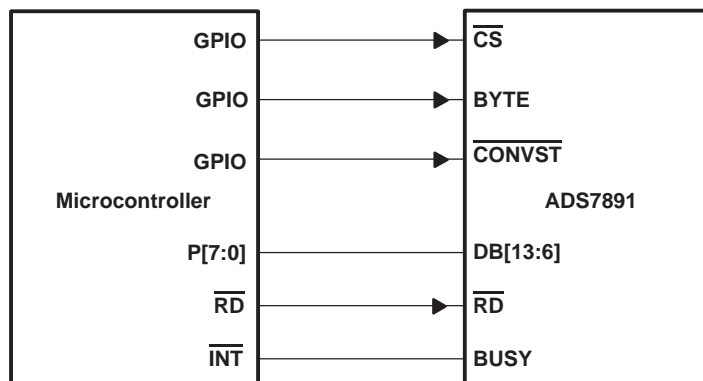 GPIO CS
GPIO BYTE
GPIO CONVST
Microcontroller ADS7891
P[7:0] DB[13:6]
RD RD
INT BUSY